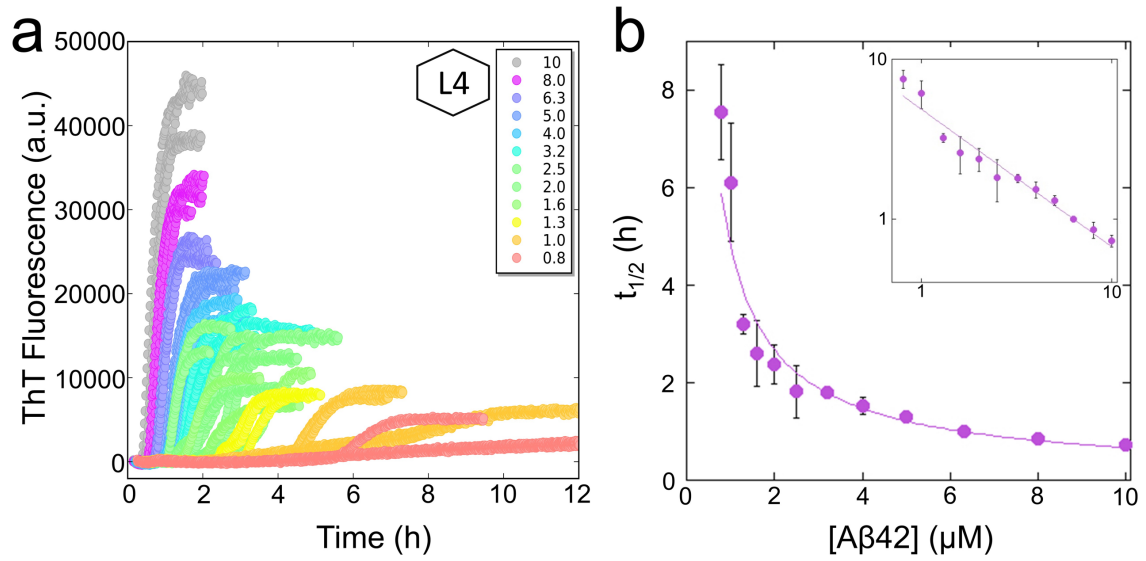 a
50000
40000
30000
20000
10000
0
ThT Fluorescence (a.u.)
L4
10
8.0
6.3
5.0
4.0
3.2
2.5
2.0
1.6
1.3
1.0
0.8
0 2 4 6 8 10 12
Time (h)
b
8
6
4
2
0
t1/2 (h)
10
1
1 10
0 2 4 6 8 10
[Aβ42] (μM)